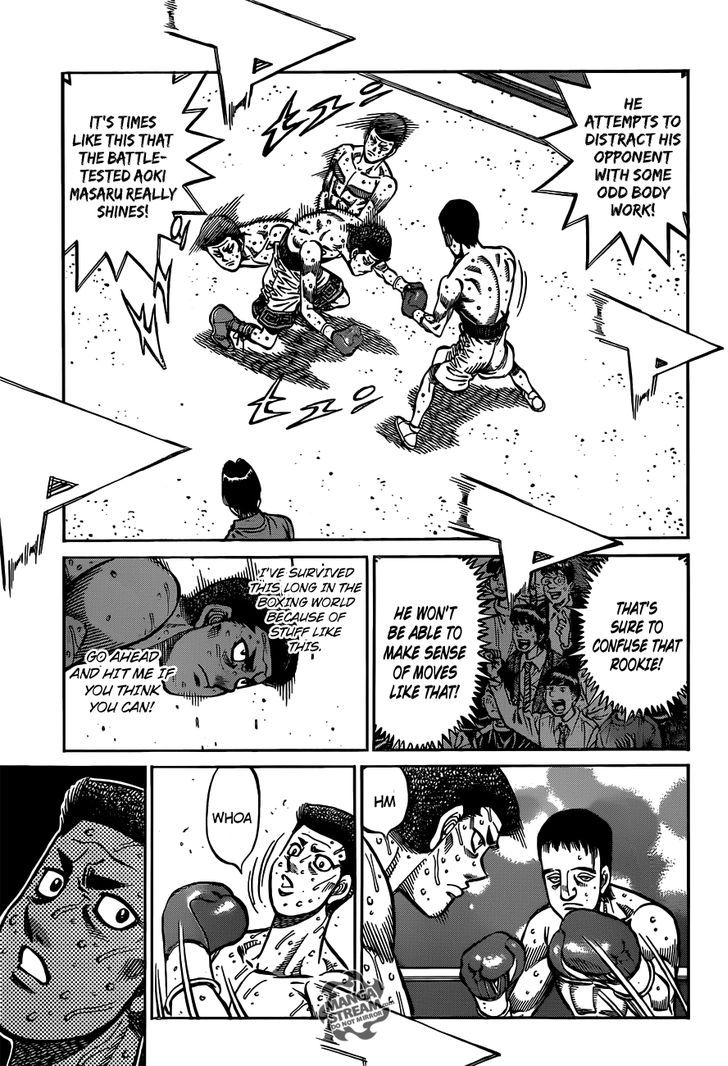 HE
ATTEMPTS TO
DISTRACT HIS
OPPONENT
WITH SOME
ODD BODY
WORK!
IT'S TIMES
LIKE THIS THAT
THE BATTLE-
TESTED AOKI
MASARU REALLY
SHINES!
THAT'S
SURE TO
CONFUSE THAT
ROOKIE!
HE WON'T
BE ABLE TO
MAKE SENSE
OF MOVES
LIKE THAT!
I'VE SURVIVED
THIS LONG IN THE
BOXING WORLD
BECAUSE OF
STUFF LIKE
THIS.
GO AHEAD
AND HIT ME IF
YOU THINK
YOU CAN!
HM
WHOA
MANGA
STREAM.COM
DO NOT MIRROR